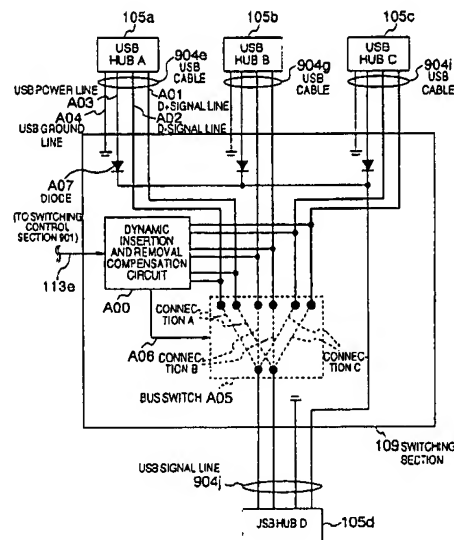 105a
105b
105c
USB
HUB A
USB
HUB B
USB
HUB C
904e
USB
CABLE
904g
USB
CABLE
904i
USB
CABLE
USB POWER LINE
A03
A04
USB GROUND
LINE
A01
D+SIGNAL LINE
A02
D-SIGNAL LINE
A07
DIODE
(TO SWITCHING
CONTROL SECTION 901)
113e
DYNAMIC
INSERTION
AND REMOVAL
COMPENSATION
CIRCUIT
A00
A06
CONNEC-
TION A
CONNEC-
TION B
CONNEC-
TION C
BUS SWITCH A05
109 SWITCHING
SECTION
USB SIGNAL LINE
904j
JSB HUB D
105d